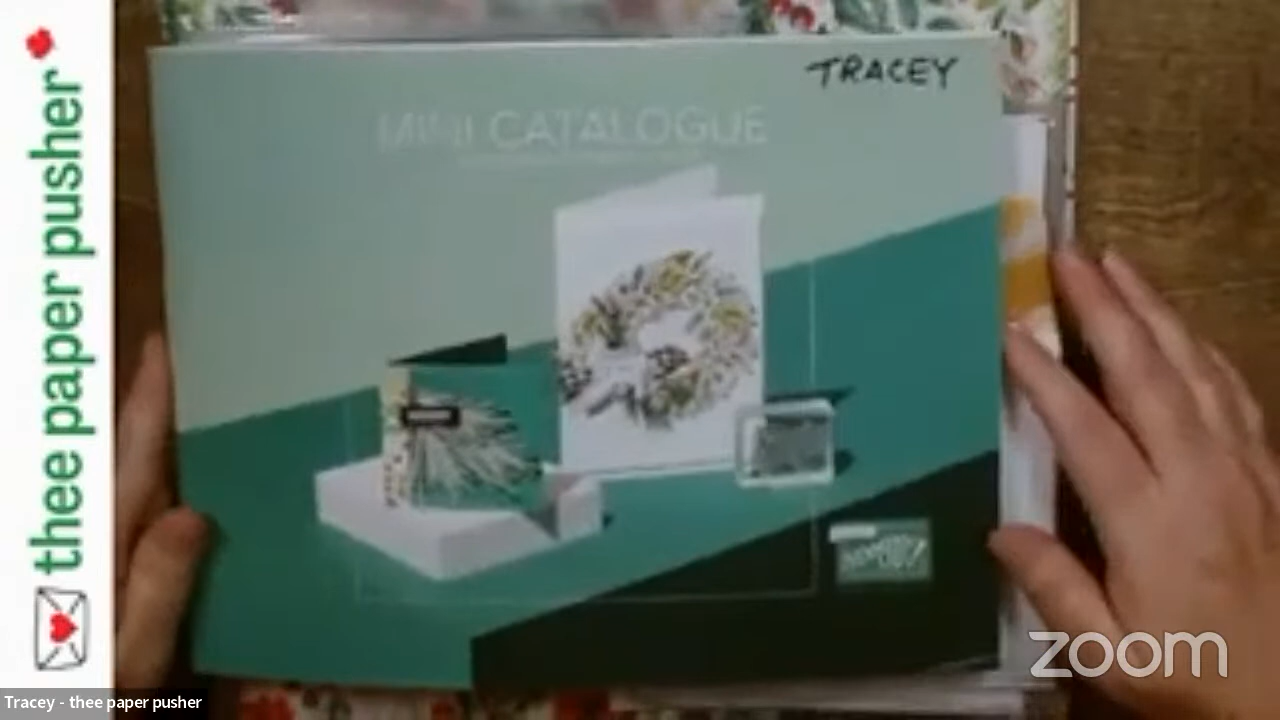 thee paper pusher
TRACEY
MINI CATALOGUE
zoom
Tracey - thee paper pusher